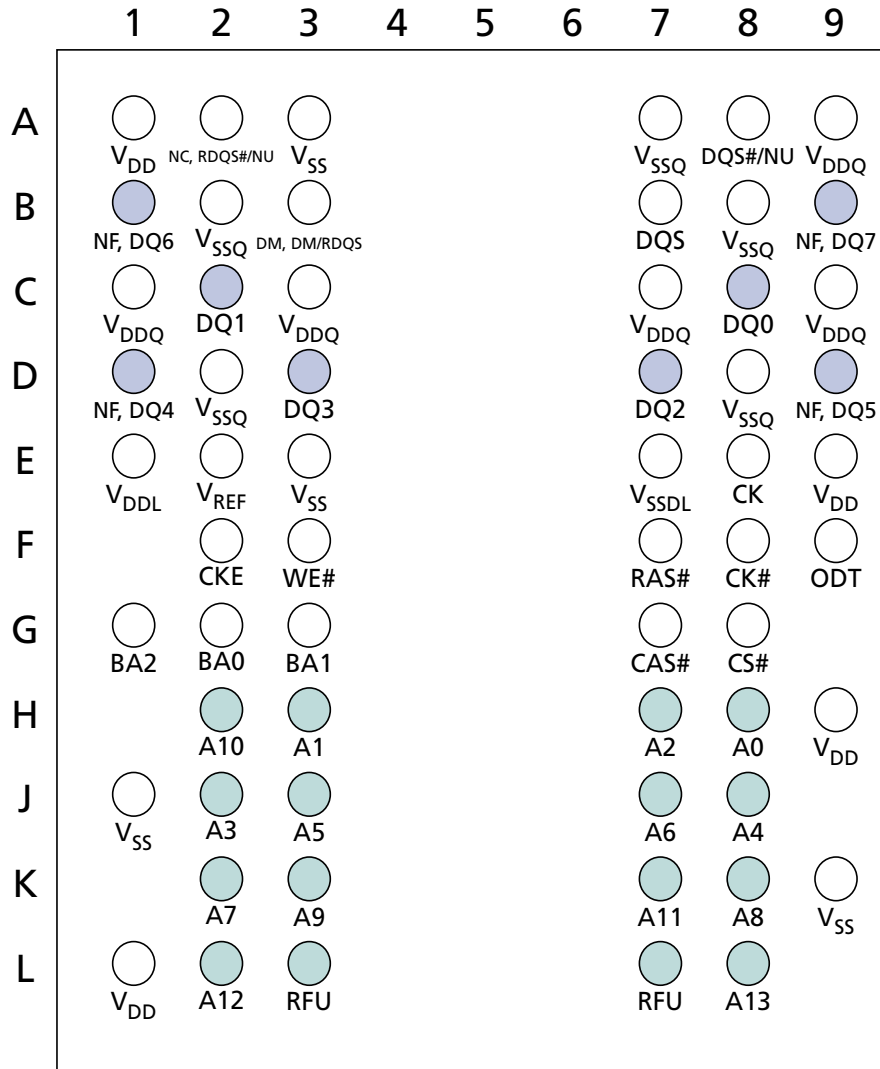 1 2 3 4 5 6 7 8 9
A
VDD NC, RDQS#/NU VSS VSSQ DQS#/NU VDDQ
B
NF, DQ6 VSSQ DM, DM/RDQS DQS VSSQ NF, DQ7
C
VDDQ DQ1 VDDQ VDDQ DQ0 VDDQ
D
NF, DQ4 VSSQ DQ3 DQ2 VSSQ NF, DQ5
E
VDDL VREF VSS VSSDL CK VDD
F
CKE WE# RAS# CK# ODT
G
BA2 BA0 BA1 CAS# CS#
H
A10 A1 A2 A0 VDD
J
VSS A3 A5 A6 A4
K
A7 A9 A11 A8 VSS
L
VDD A12 RFU RFU A13